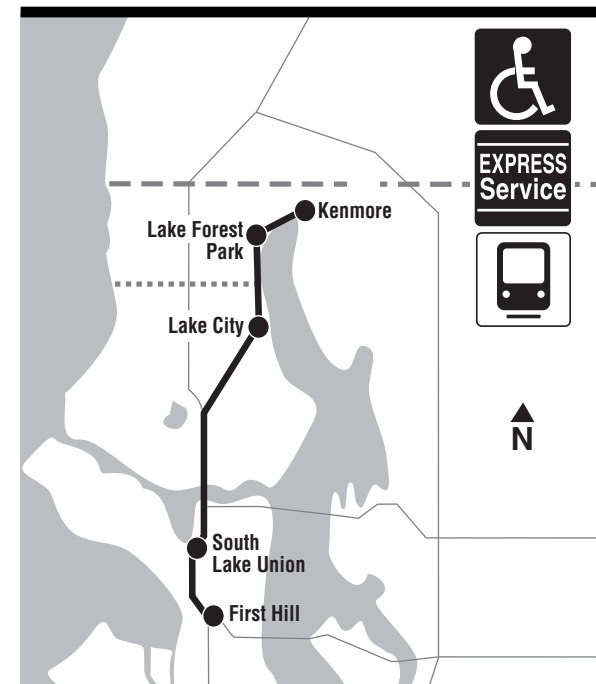 EXPRESS
Service
Kenmore
Lake Forest
Park
Lake City
N
South
Lake Union
First Hill